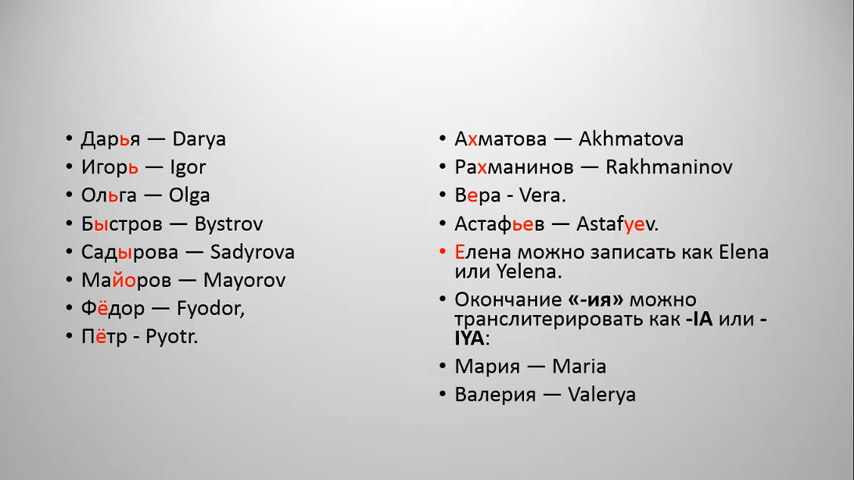 • Дарья — Darya
• Игорь — Igor
• Ольга — Olga
• Быстров — Bystrov
• Садырова — Sadyrova
• Майоров — Mayorov
• Фёдор — Fyodor,
• Пётр - Pyotr.
• Ахматова — Akhmatova
• Рахманинов — Rakhmaninov
• Вера - Vera.
• Астафьев — Astafyev.
• Елена можно записать как Elena
или Yelena.
• Окончание «-ия» можно
транслитерировать как -IA или -
IYA:
• Мария — Maria
• Валерия — Valerya